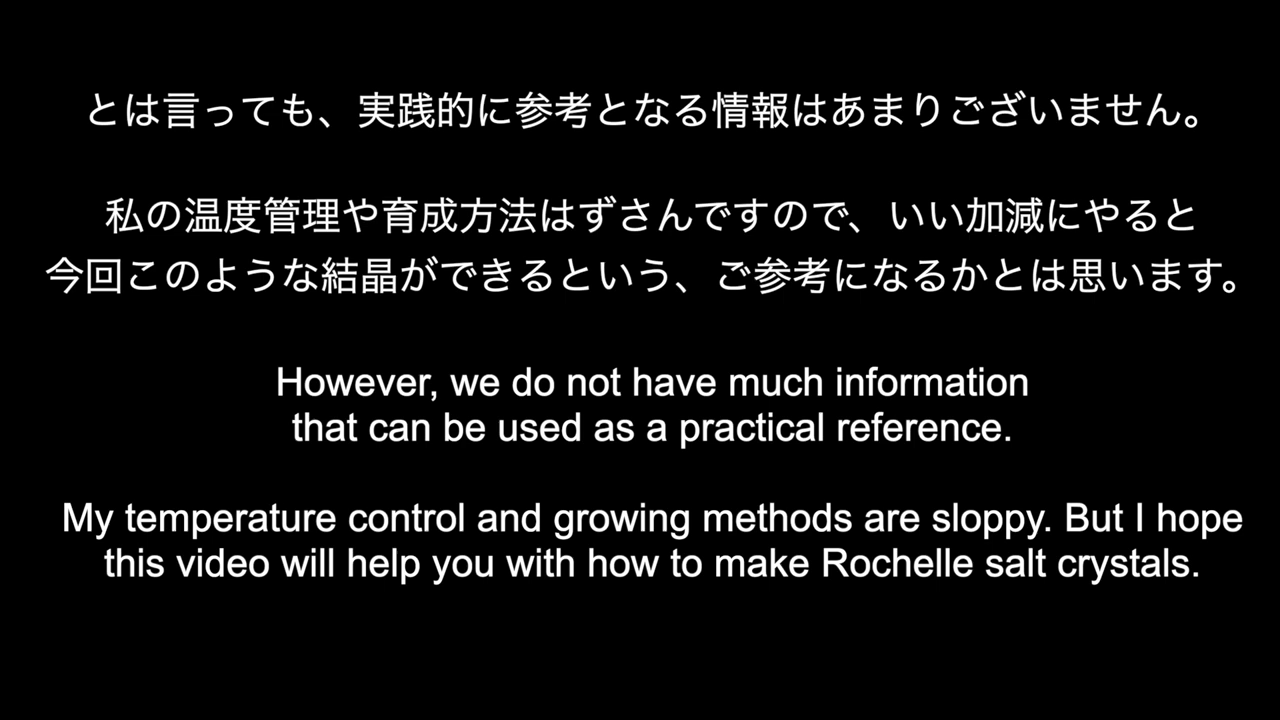 とは言っても、実践的に参考となる情報はあまりございません。
私の温度管理や育成方法はずさんですので、いい加減にやると
今回このような結晶ができるという、ご参考になるかとは思います。
However, we do not have much information
that can be used as a practical reference.
My temperature control and growing methods are sloppy. But I hope
this video will help you with how to make Rochelle salt crystals.